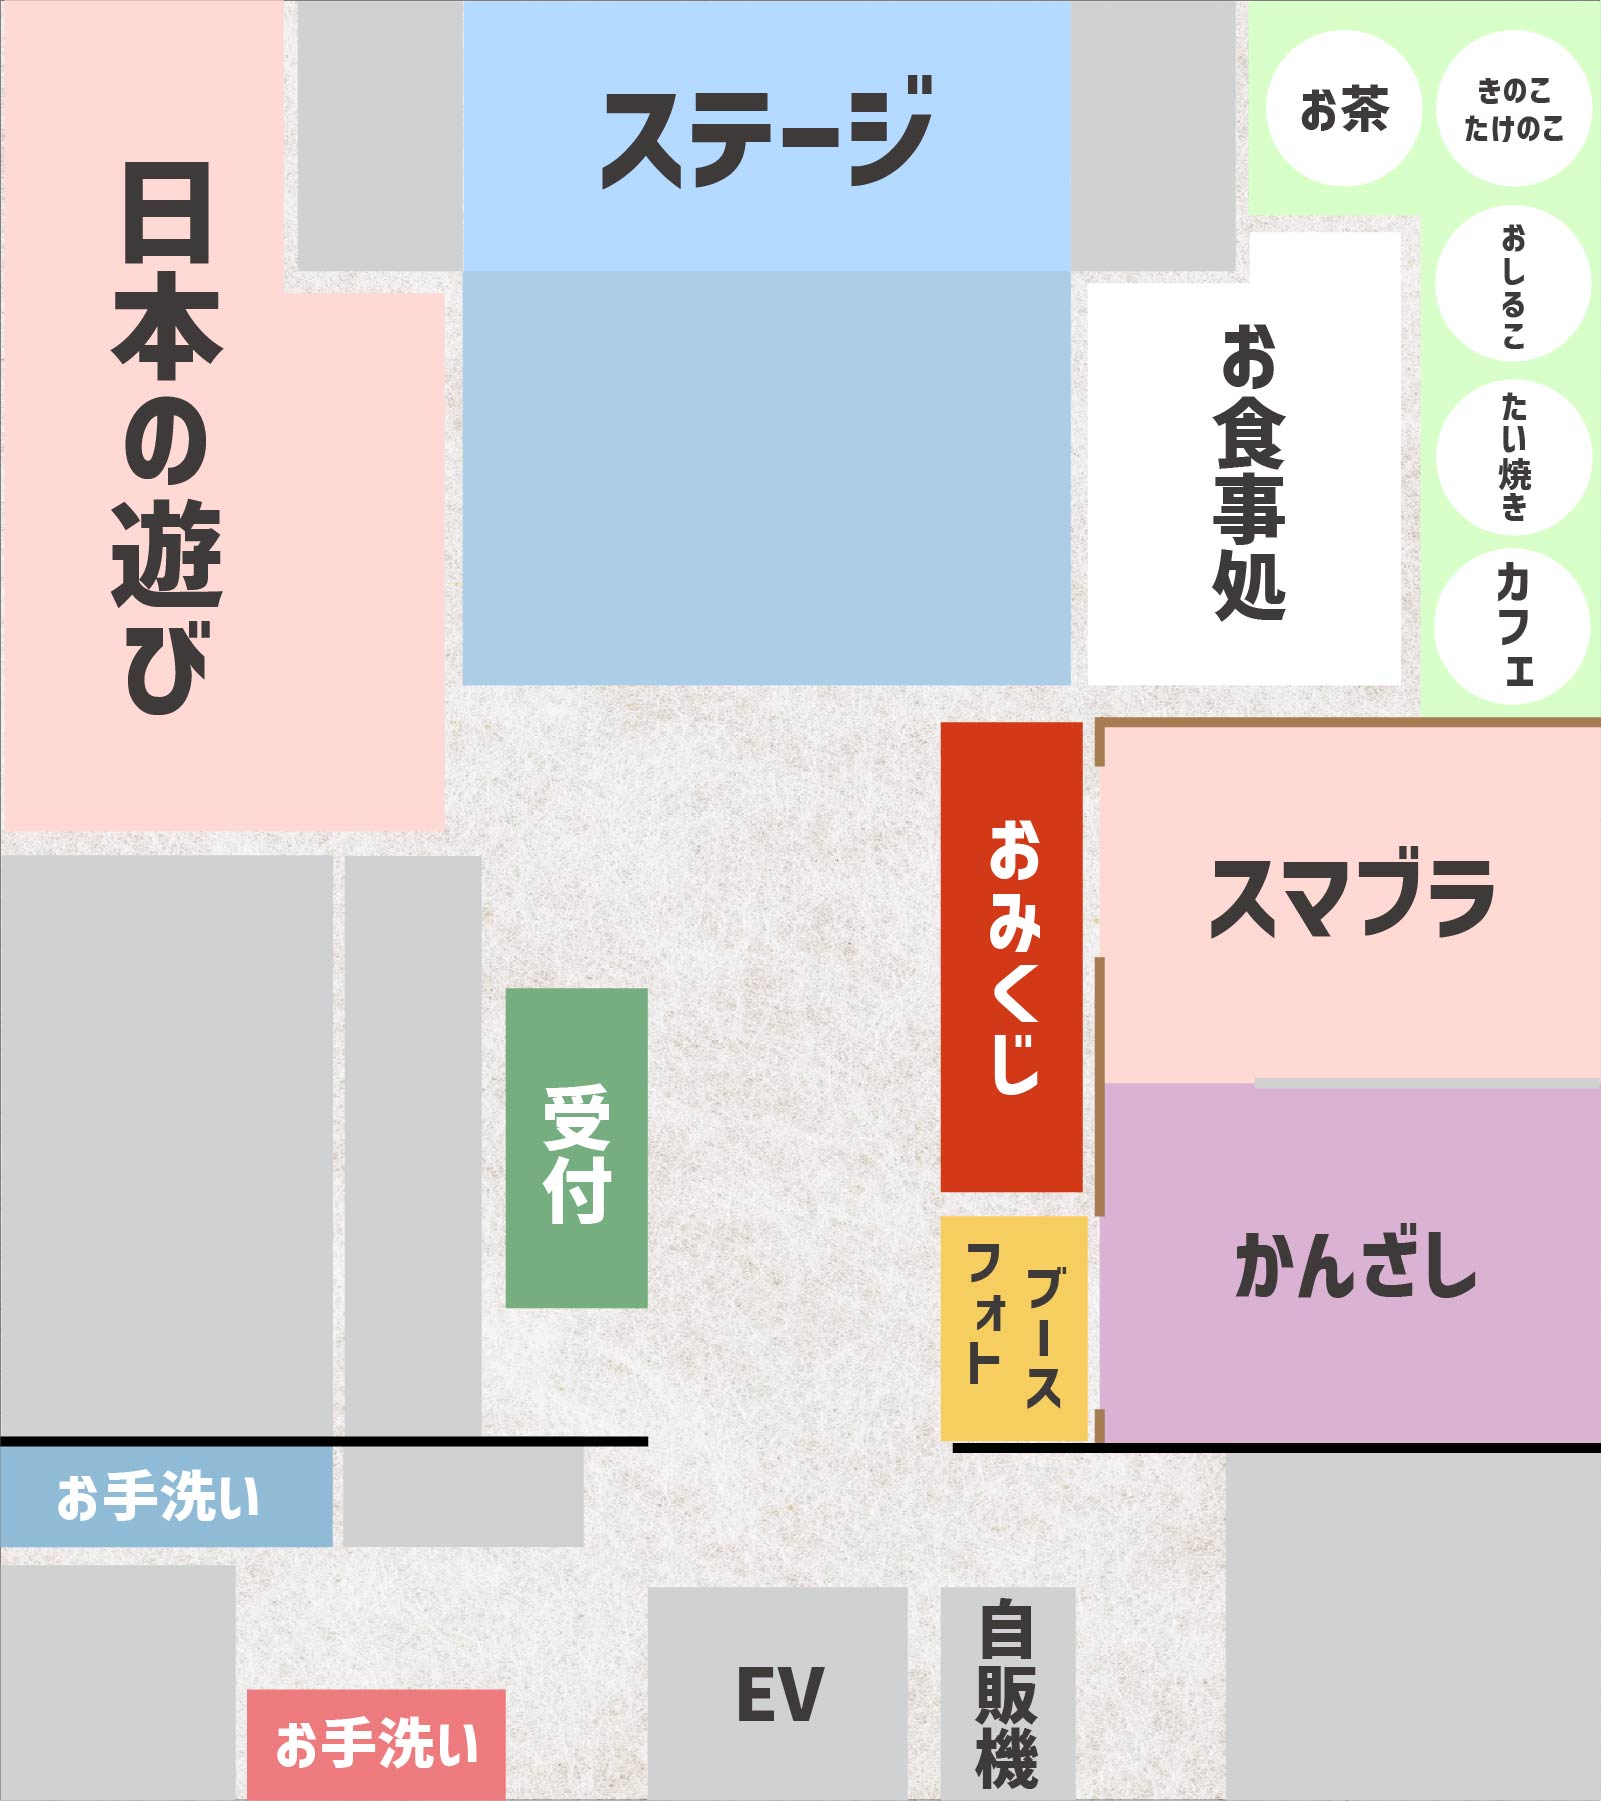 日本の遊び
ステージ
お茶
きのこ
たけのこ
おしるこ
たい焼き
カフェ
お食事処
おみくじ
スマブラ
受付
フォト
ブース
かんざし
お手洗い
お手洗い
EV
自販機